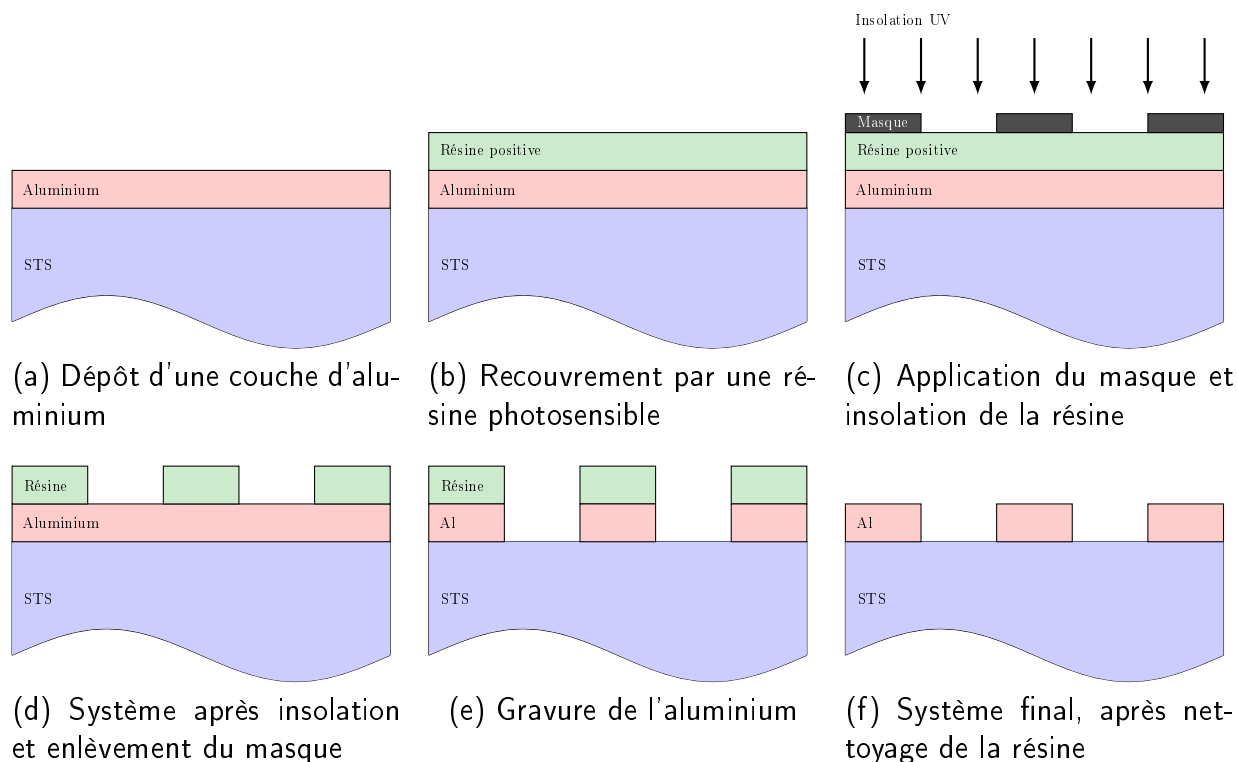 Aluminium
STS
(a) Dépôt d'une couche d'alu-
minium
Résine positive
Aluminium
STS
(b) Recouvrement par une ré-
sine photosensible
Insolation UV
Masque
Résine positive
Aluminium
STS
(c) Application du masque et
insolation de la résine
Résine
Aluminium
STS
(d) Système après insolation
et enlèvement du masque
Résine
Al
STS
(e) Gravure de l'aluminium
Al
STS
(f) Système final, après net-
toyage de la résine